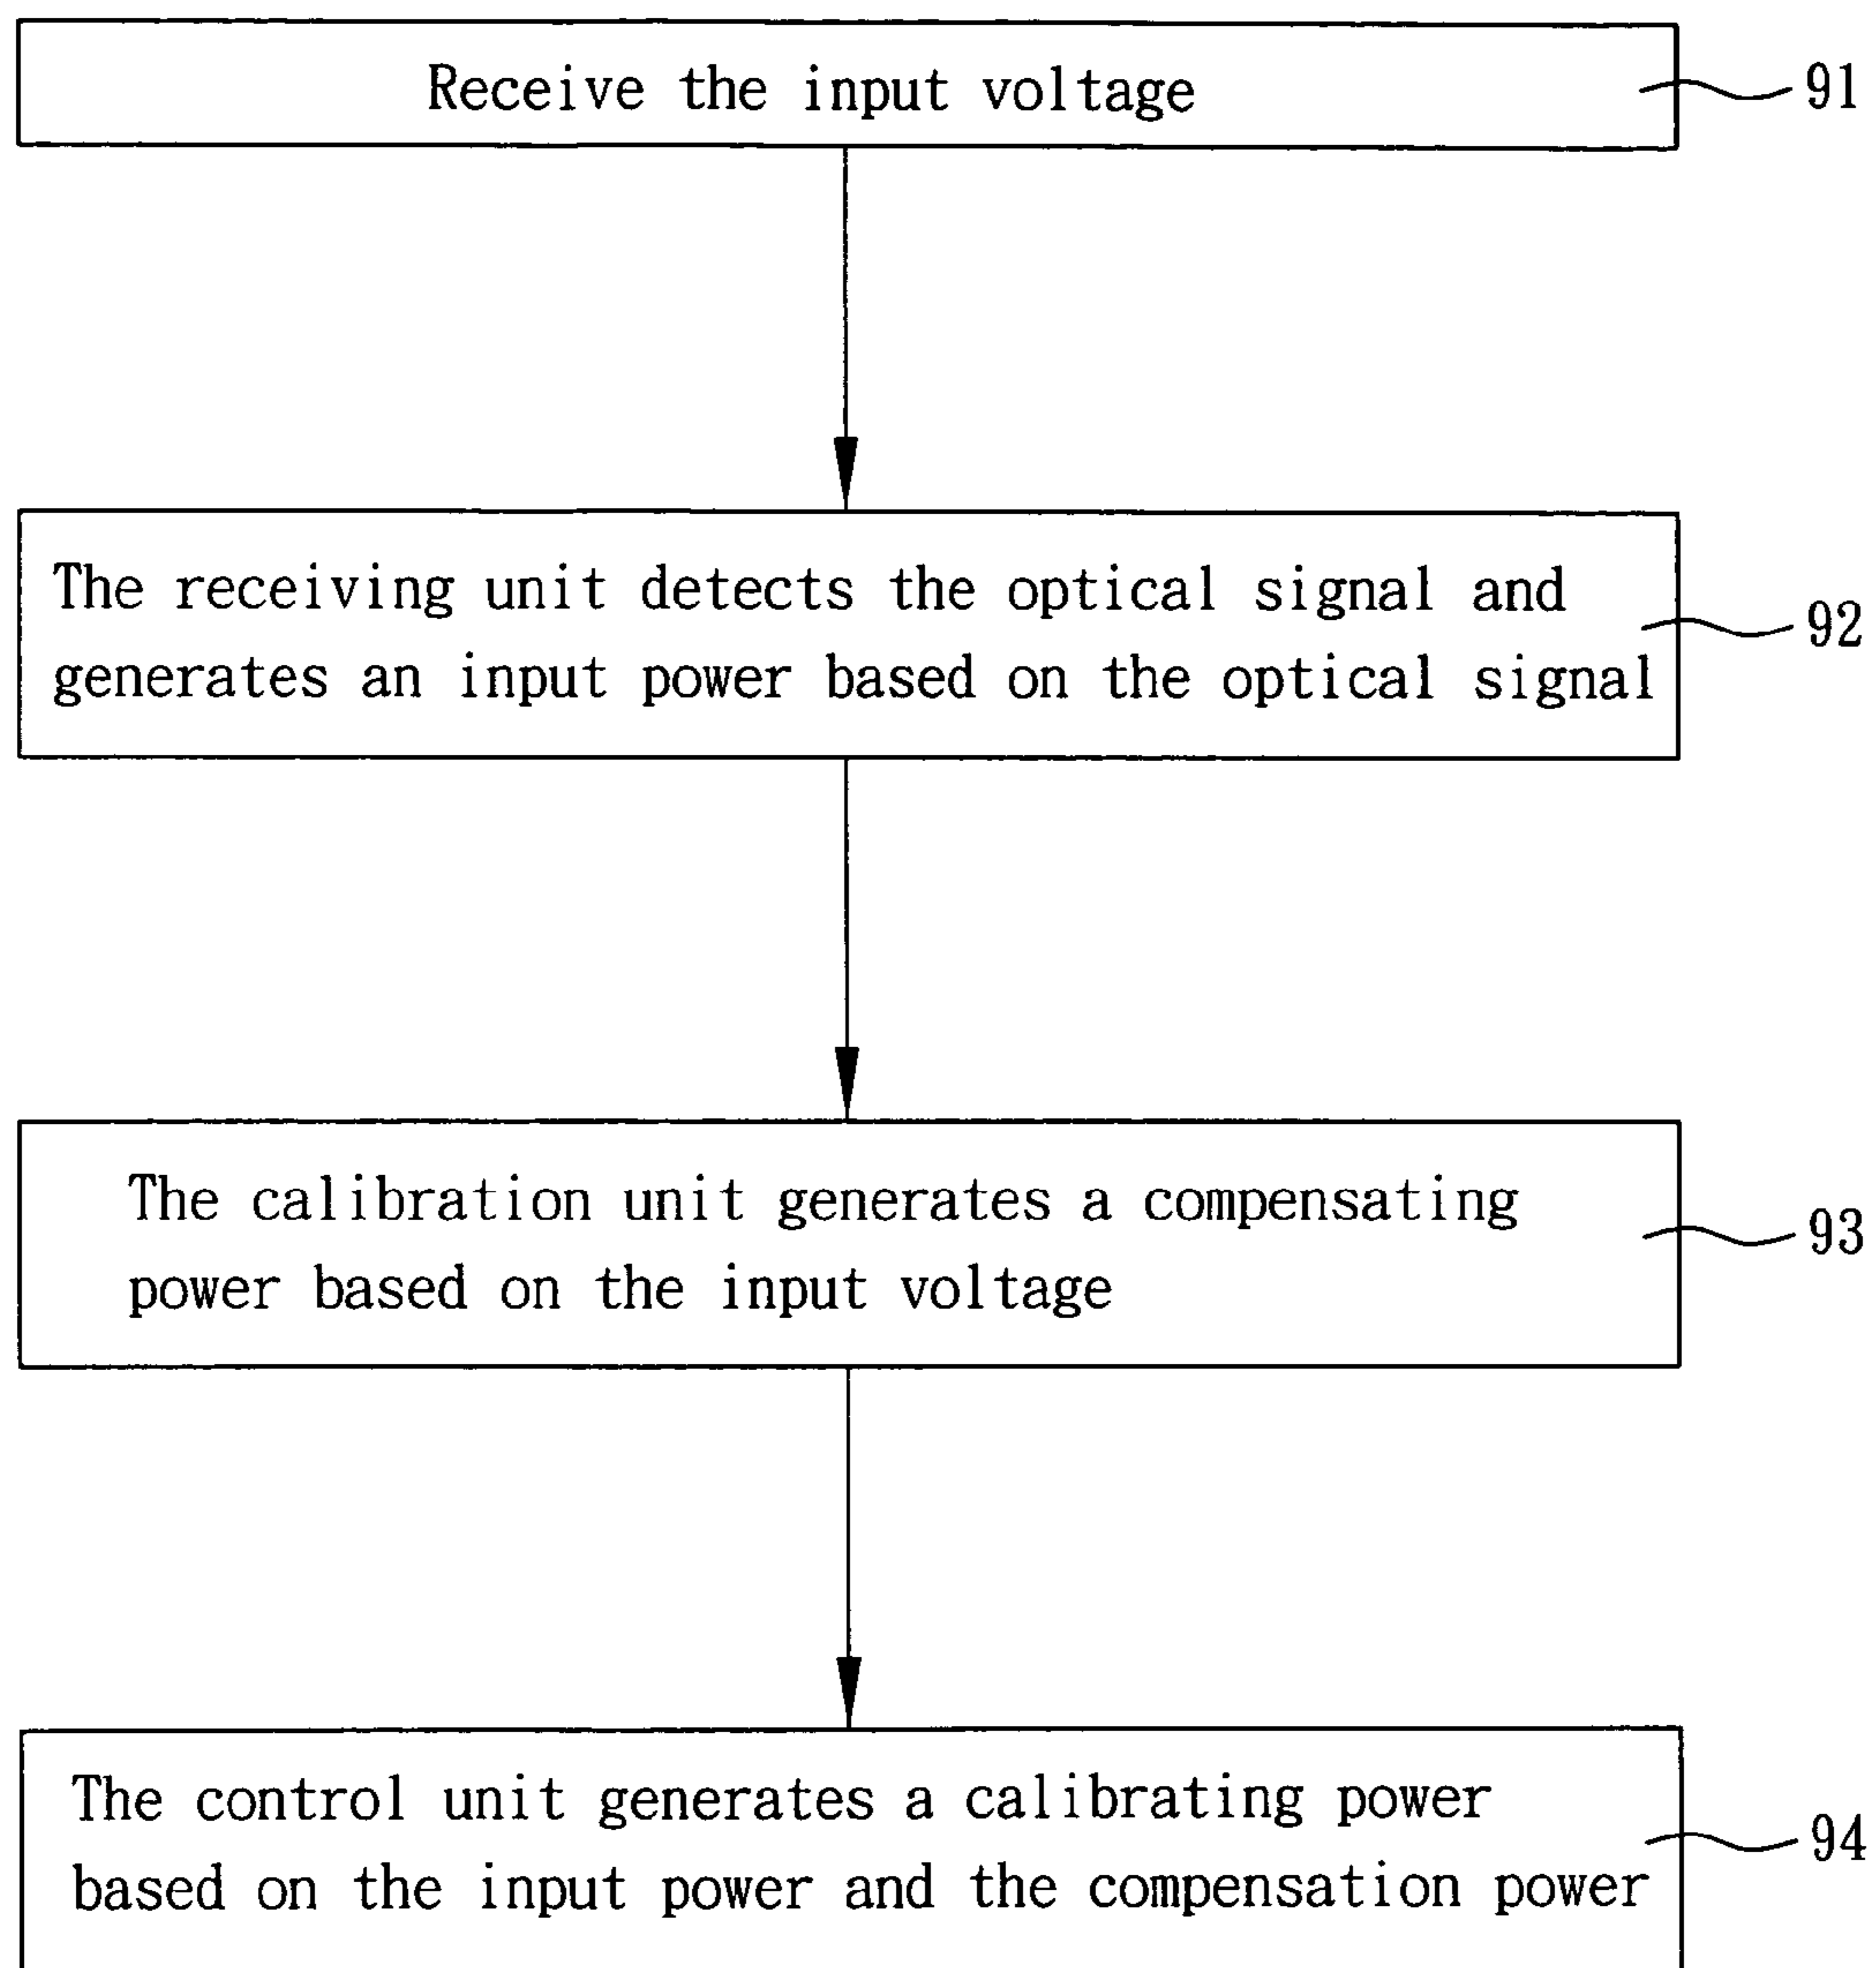 Receive the input voltage
91
The receiving unit detects the optical signal and
generates an input power based on the optical signal
92
The calibration unit generates a compensating
power based on the input voltage
93
The control unit generates a calibrating power
based on the input power and the compensation power
94